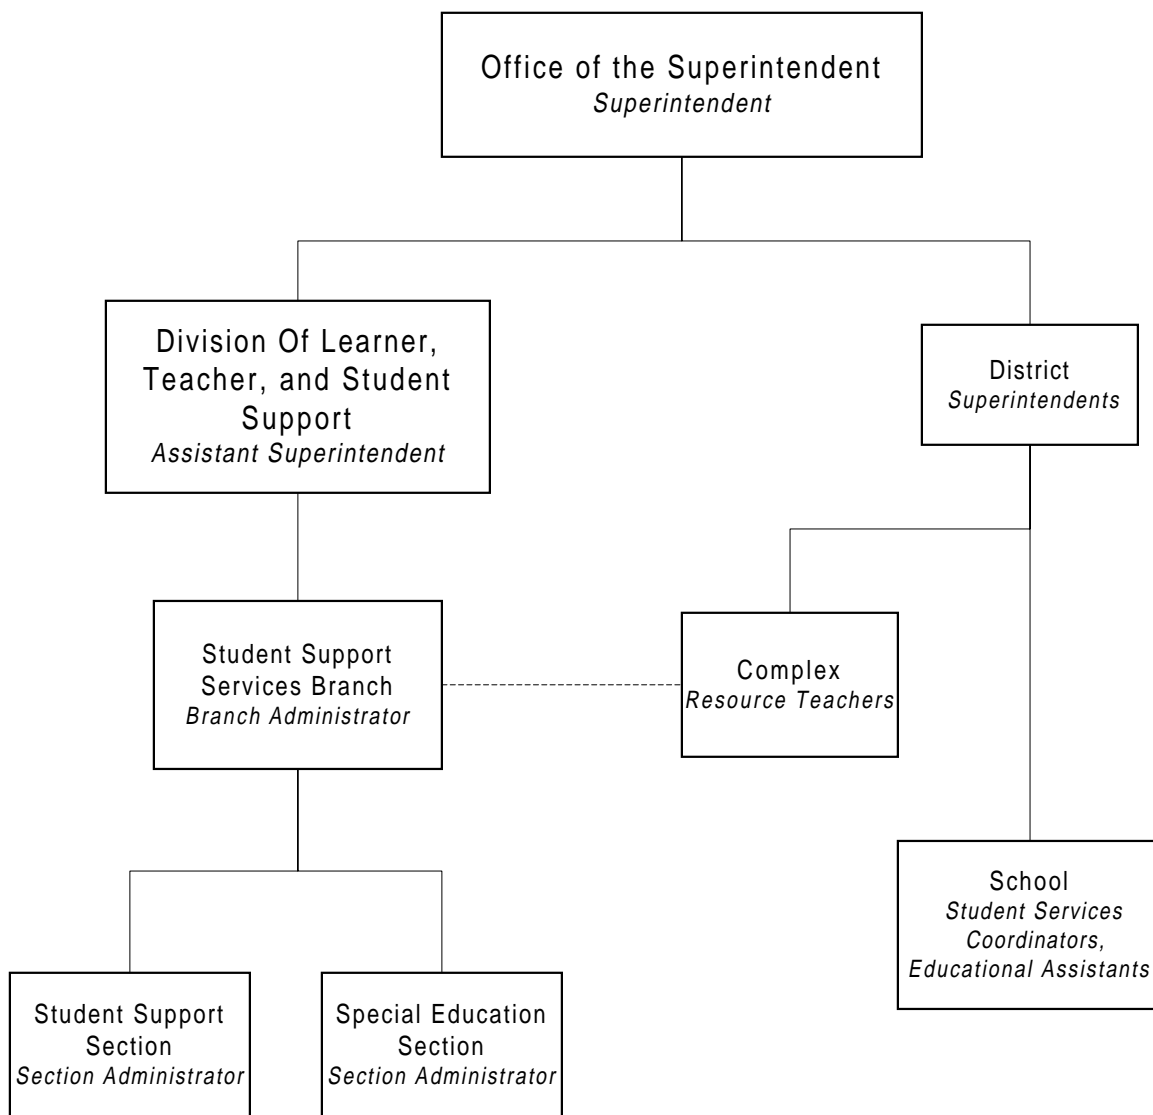 Office of the Superintendent
Superintendent
Division Of Learner,
Teacher, and Student
Support
Assistant Superintendent
District
Superintendents
Student Support
Services Branch
Branch Administrator
Complex
Resource Teachers
School
Student Services
Coordinators,
Educational Assistants
Student Support
Section
Section Administrator
Special Education
Section
Section Administrator